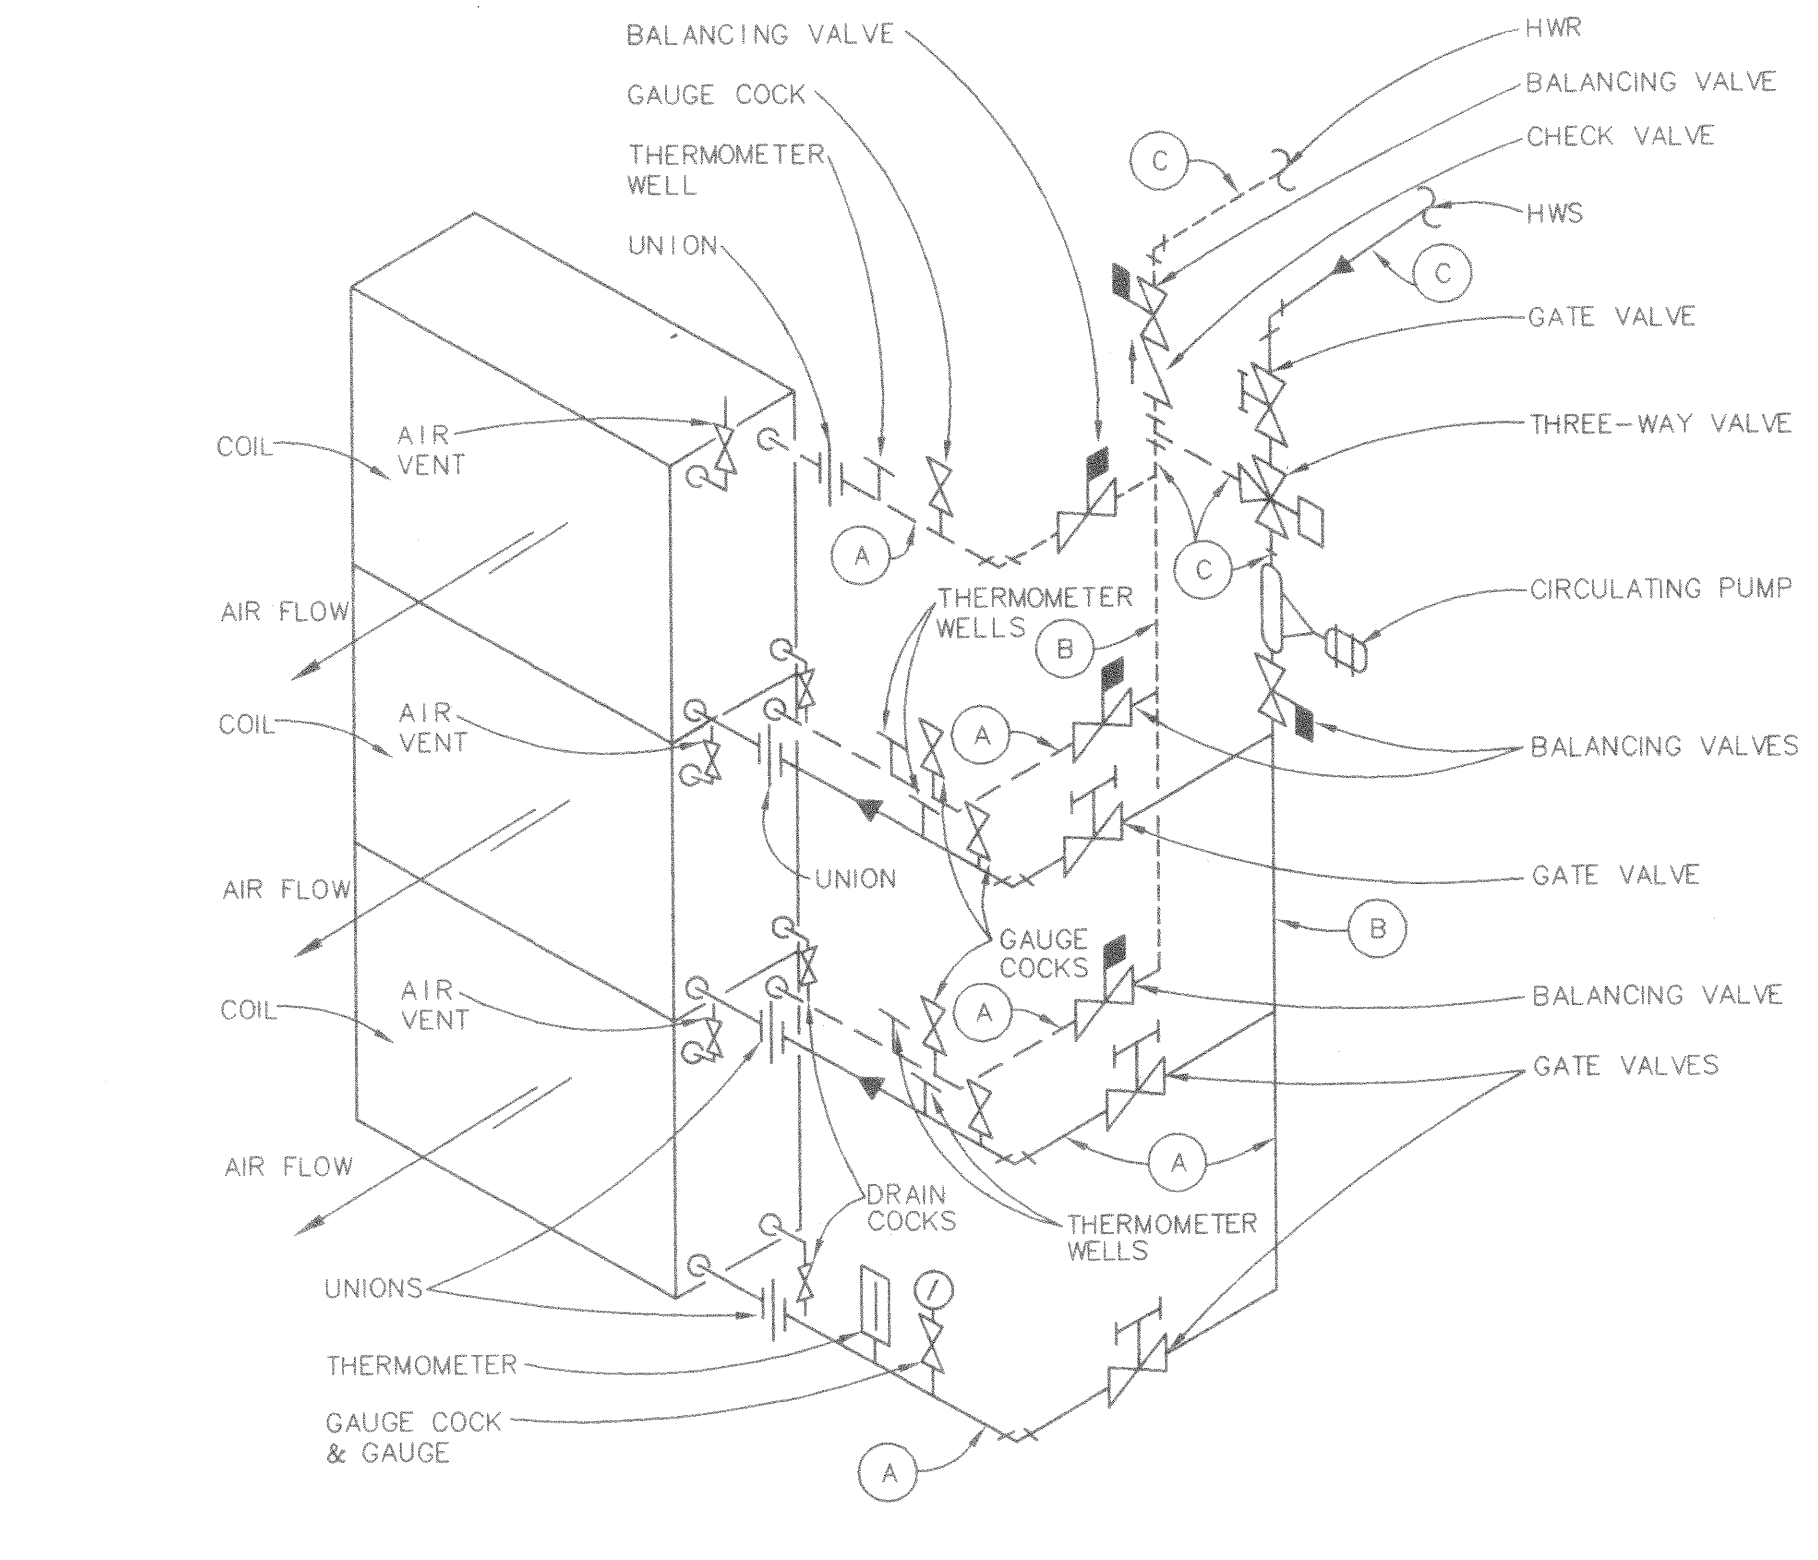 BALANCING VALVE
HWR
GAUGE COCK
BALANCING VALVE
THERMOMETER
WELL
CHECK VALVE
C
HWS
UNION
C
GATE VALVE
COIL
AIR
VENT
THREE-WAY VALVE
A
C
AIR FLOW
THERMOMETER
WELLS
B
CIRCULATING PUMP
COIL
AIR
VENT
A
BALANCING VALVES
AIR FLOW
UNION
GATE VALVE
B
GAUGE
COCKS
COIL
AIR
VENT
A
BALANCING VALVE
GATE VALVES
AIR FLOW
A
DRAIN
COCKS
THERMOMETER
WELLS
UNIONS
THERMOMETER
GAUGE COCK
& GAUGE
A